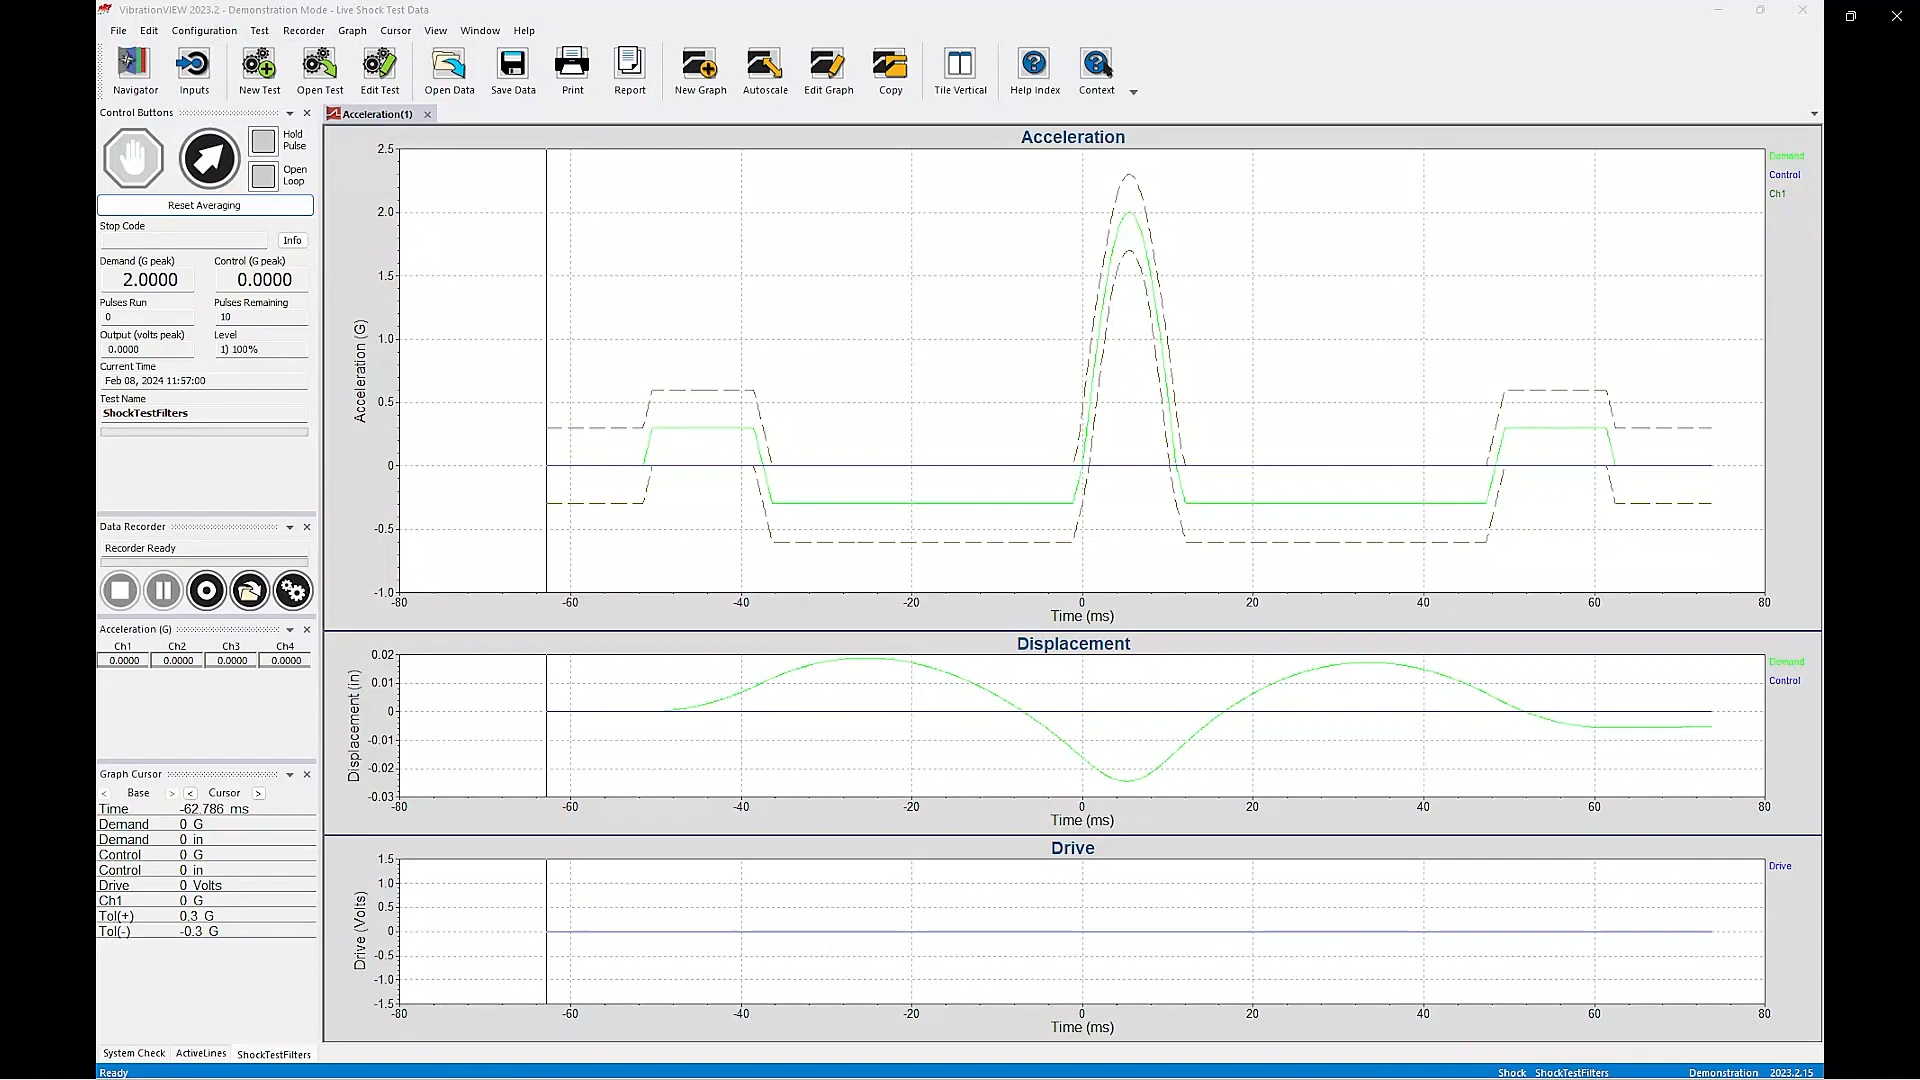 VibrationVIEW 2023.2 - Demonstration Mode - Live Shock Test Data
File Edit Configuration Test Recorder Graph Cursor View Window Help
Navigator Inputs New Test Open Test Edit Test Open Data Save Data Print Report New Graph Autoscale Edit Graph Copy Tile Vertical Help Index Context
Control Buttons
Hold Pulse
Open Loop
Reset Averaging
Stop Code
Info
Demand (G peak) Control (G peak)
2.0000 0.0000
Pulses Run Pulses Remaining
0 10
Output (volts peak) Level
0.0000 1) 100%
Current Time
Feb 08, 2024 11:57:00
Test Name
ShockTestFilters
Data Recorder
Recorder Ready
Acceleration (G)
Ch1 Ch2 Ch3 Ch4
0.0000 0.0000 0.0000 0.0000
Graph Cursor
< Base > < Cursor >
Time -62.786 ms
Demand 0 G
Demand 0 in
Control 0 G
Control 0 in
Drive 0 Volts
Ch1 0 G
Tol(+) 0.3 G
Tol(-) -0.3 G
System Check ActiveLines ShockTestFilters
Acceleration(1)
Acceleration
Acceleration (G)
2.5
2.0
1.5
1.0
0.5
0
-0.5
-1.0
-80 -60 -40 -20 0 20 40 60 80
Time (ms)
Demand
Control
Ch1
Displacement
Displacement (in)
0.02
0.01
0
-0.01
-0.02
-0.03
-80 -60 -40 -20 0 20 40 60 80
Time (ms)
Demand
Control
Drive
Drive (Volts)
1.5
1.0
0.5
0
-0.5
-1.0
-1.5
-80 -60 -40 -20 0 20 40 60 80
Time (ms)
Drive
Ready Shock ShockTestFilters Demonstration 2023.2.15